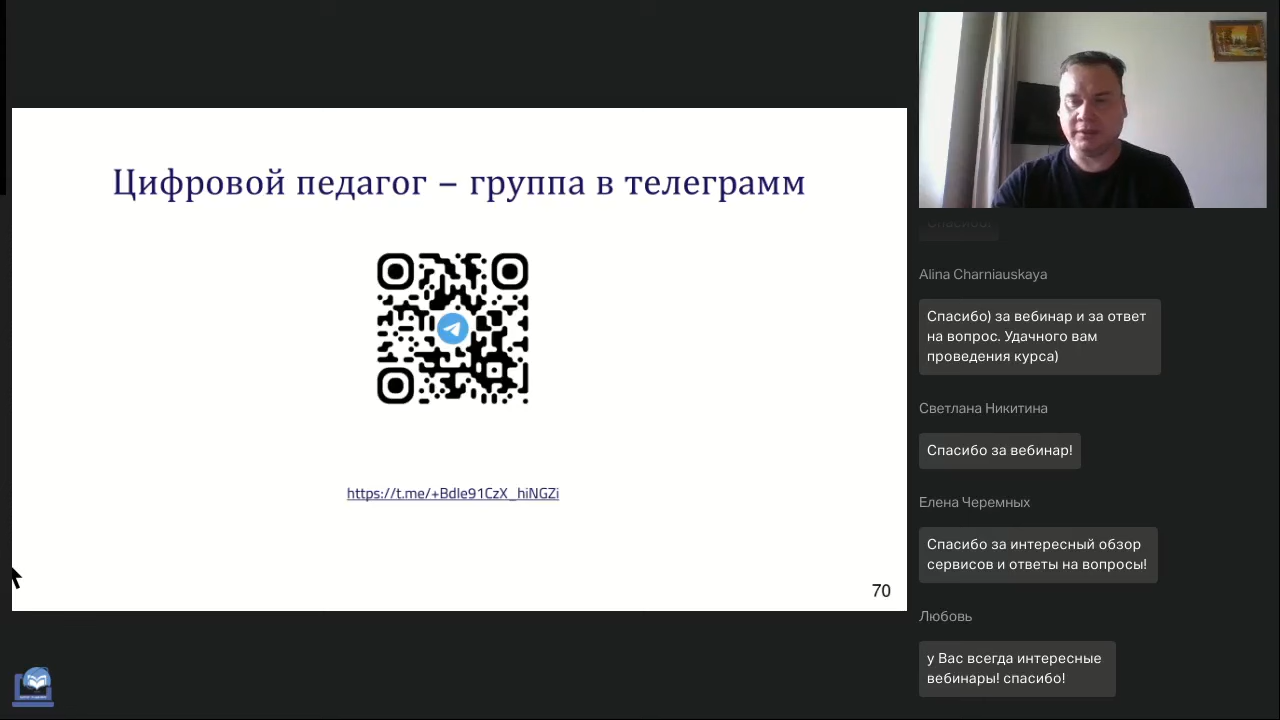 Цифровой педагог – группа в телеграмм
https://t.me/+Bdle91CzX_hiNGZi
70
Спасибо!
Alina Charniauskaya
Спасибо) за вебинар и за ответ
на вопрос. Удачного вам
проведения курса)
Светлана Никитина
Спасибо за вебинар!
Елена Черемных
Спасибо за интересный обзор
сервисов и ответы на вопросы!
Любовь
у Вас всегда интересные
вебинары! спасибо!